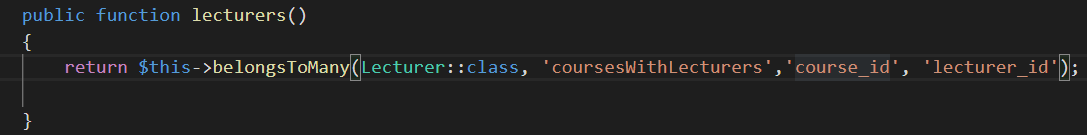 public function lecturers()
{
return $this->belongsToMany(Lecturer::class, 'coursesWithLecturers','course_id', 'lecturer_id');
}